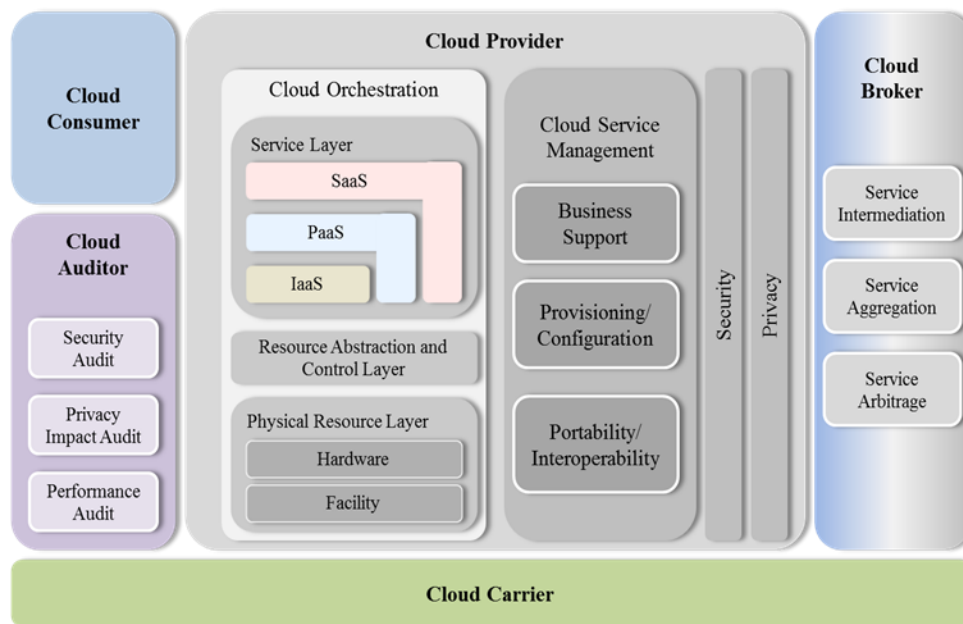 Cloud
Consumer
Cloud
Auditor
Security
Audit
Privacy
Impact Audit
Performance
Audit
Cloud Provider
Cloud Orchestration
Service Layer
SaaS
PaaS
IaaS
Resource Abstraction and
Control Layer
Physical Resource Layer
Hardware
Facility
Cloud Service
Management
Business
Support
Provisioning/
Configuration
Portability/
Interoperability
Security
Privacy
Cloud
Broker
Service
Intermediation
Service
Aggregation
Service
Arbitrage
Cloud Carrier